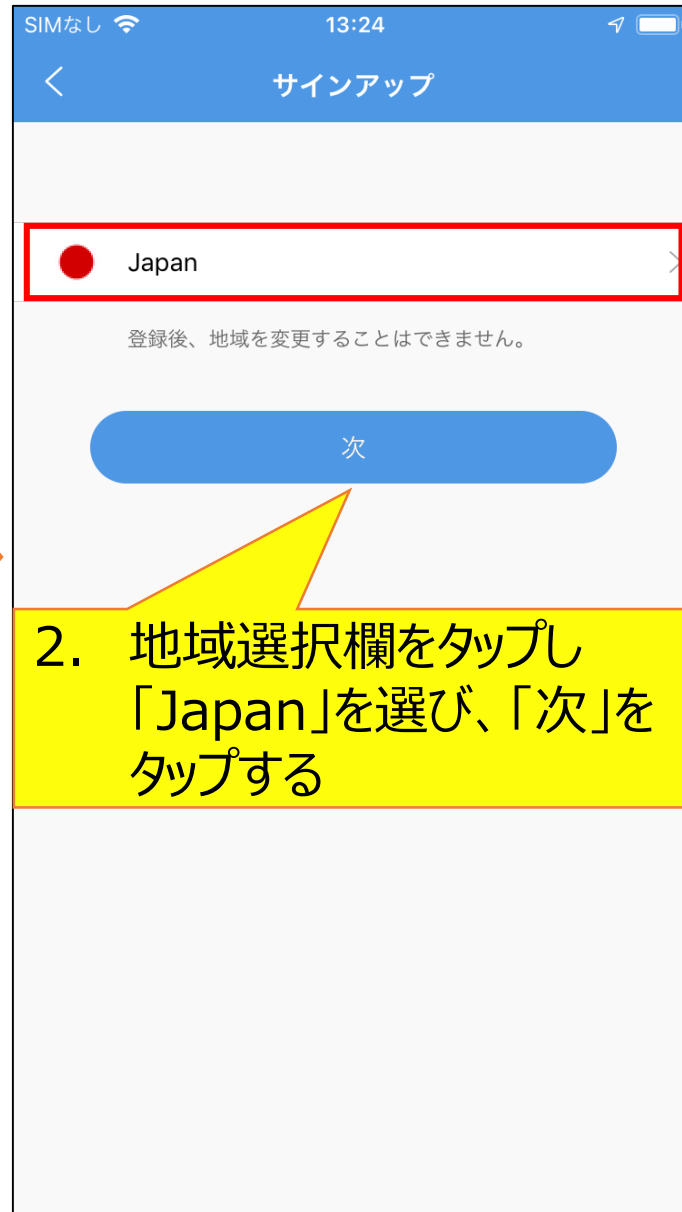 SIMなし 13:24
サインアップ
Japan
登録後、地域を変更することはできません。
次
2. 地域選択欄をタップし
「Japan」を選び、「次」を
タップする